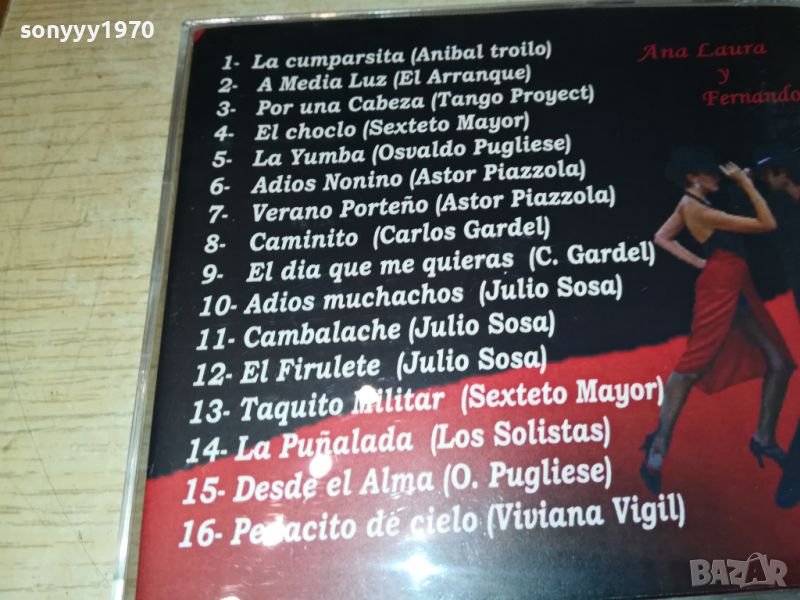 sonyyy1970
1- La cumparsita (Anibal troilo)
2- A Media Luz (El Arranque)
3- Por una Cabeza (Tango Proyect)
4- El choclo (Sexteto Mayor)
5- La Yumba (Osvaldo Pugliese)
6- Adios Nonino (Astor Piazzola)
7- Verano Porteño (Astor Piazzola)
8- Caminito (Carlos Gardel)
9- El dia que me quieras (C. Gardel)
10- Adios muchachos (Julio Sosa)
11- Cambalache (Julio Sosa)
12- El Firulete (Julio Sosa)
13- Taquito Militar (Sexteto Mayor)
14- La Puñalada (Los Solistas)
15- Desde el Alma (O. Pugliese)
16- Pedacito de cielo (Viviana Vigil)
Ana Laura
y
Fernando
BAZAR